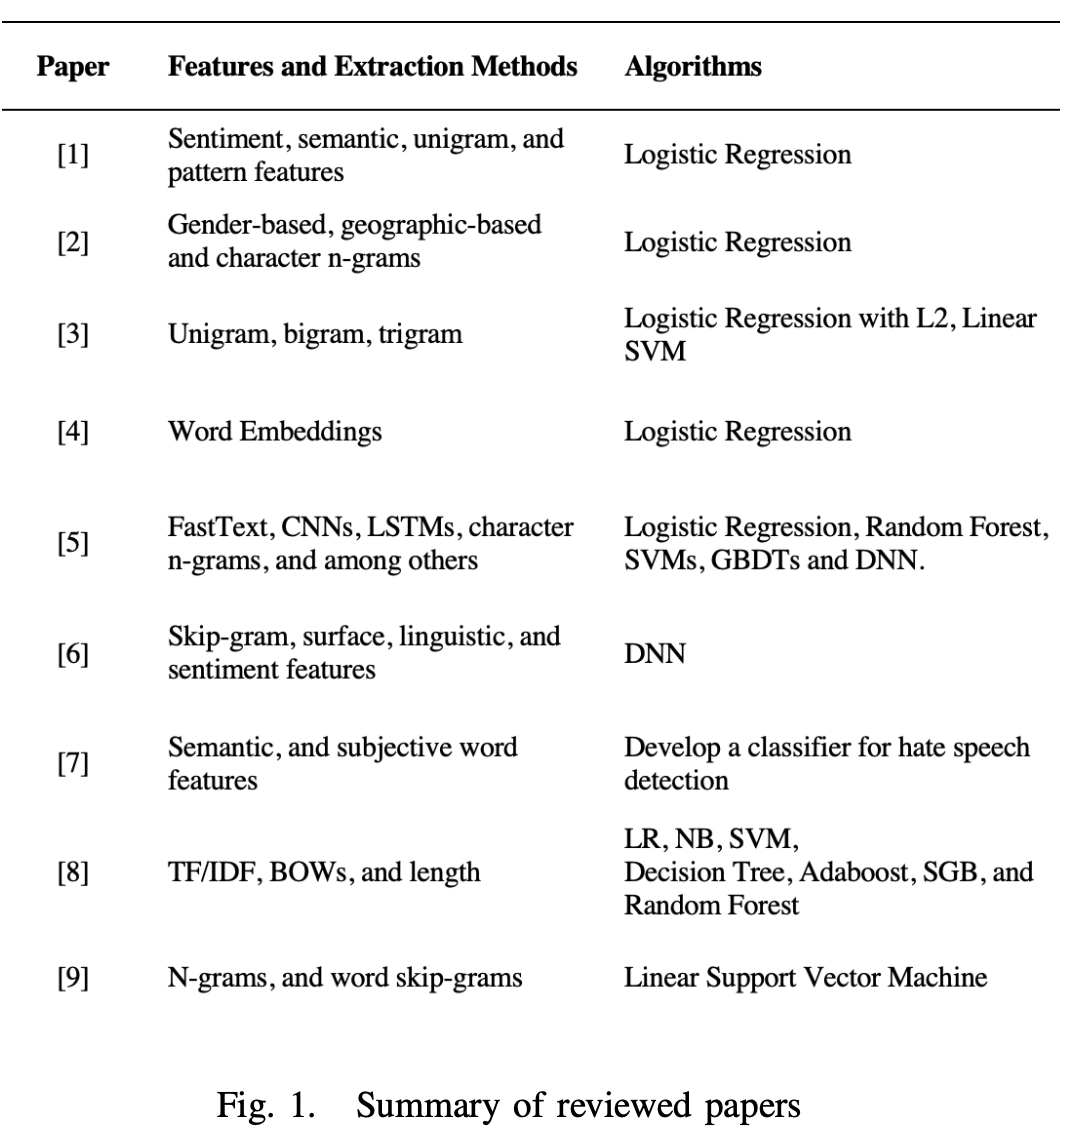 Paper Features and Extraction Methods Algorithms
[1] Sentiment, semantic, unigram, and
pattern features
Logistic Regression
[2] Gender-based, geographic-based
and character n-grams
Logistic Regression
[3] Unigram, bigram, trigram
Logistic Regression with L2, Linear
SVM
[4] Word Embeddings
Logistic Regression
[5] FastText, CNNs, LSTMs, character
n-grams, and among others
Logistic Regression, Random Forest,
SVMs, GBDTs and DNN.
[6] Skip-gram, surface, linguistic, and
sentiment features
DNN
[7] Semantic, and subjective word
features
Develop a classifier for hate speech
detection
[8] TF/IDF, BOWs, and length
LR, NB, SVM,
Decision Tree, Adaboost, SGB, and
Random Forest
[9] N-grams, and word skip-grams
Linear Support Vector Machine
Fig. 1. Summary of reviewed papers